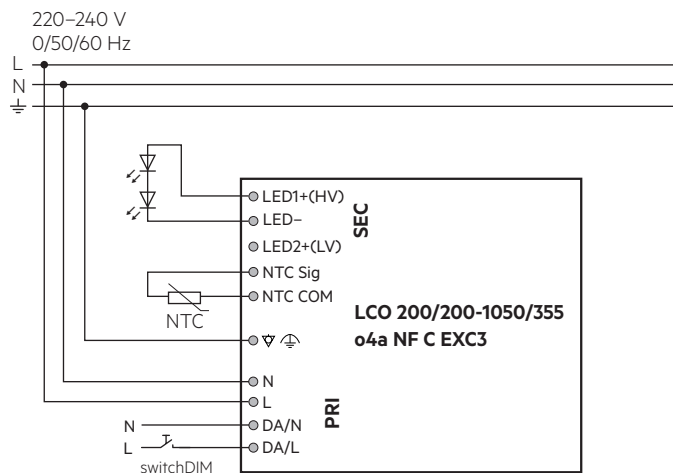 220–240 V
0/50/60 Hz
L
N
LED1+(HV)
LED–
LED2+(LV)
NTC Sig
NTC COM
NTC
SEC
LCO 200/200-1050/355
o4a NF C EXC3
N
L
PRI
N
DA/N
L
DA/L
switchDIM